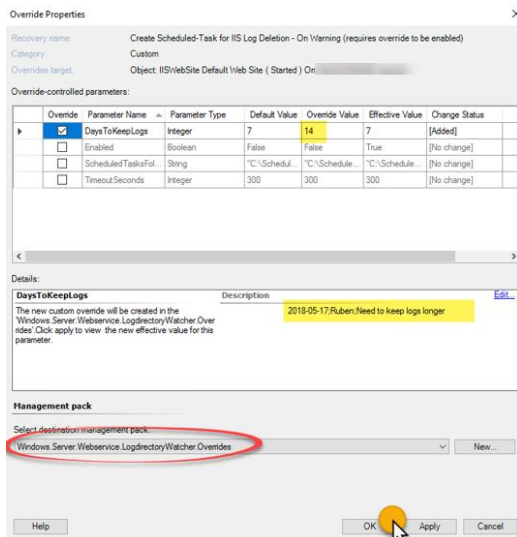 Override Properties
Recovery name: Create Scheduled-Task for IIS Log Deletion - On Warning (requires override to be enabled)
Category: Custom
Overrides target: Object: IISWebSite Default Web Site ( Started ) On
Override-controlled parameters:
Override Parameter Name Parameter Type Default Value Override Value Effective Value Change Status
DaysToKeepLogs Integer 7 14 7 [Added]
Enabled Boolean False False True [No change]
ScheduledTasksFol... String "C:\Schedul... "C:\Schedule... "C:\Schedule... [No change]
TimeoutSeconds Integer 300 300 300 [No change]
Details:
DaysToKeepLogs Description Edit...
The new custom override will be created in the
'Windows.Server.Webservice.LogdirectoryWatcher.Over
rides'.Click apply to view the new effective value for this
parameter.
2018-05-17;Ruben;Need to keep logs longer
Management pack
Select destination management pack:
Windows.Server.Webservice.LogdirectoryWatcher.Overrides New...
Help OK Apply Cancel